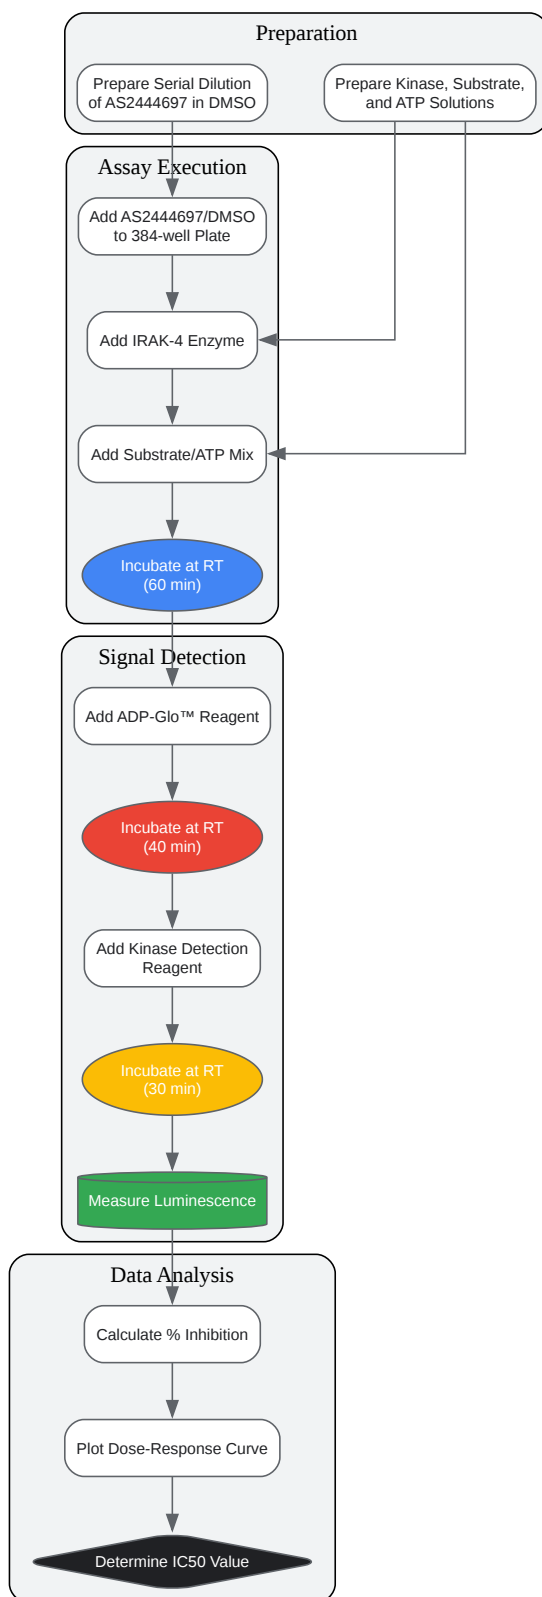 Preparation
Prepare Serial Dilution
of AS2444697 in DMSO
Prepare Kinase, Substrate,
and ATP Solutions
Assay Execution
Add AS2444697/DMSO
to 384-well Plate
Add IRAK-4 Enzyme
Add Substrate/ATP Mix
Incubate at RT
(60 min)
Signal Detection
Add ADP-Glo™ Reagent
Incubate at RT
(40 min)
Add Kinase Detection
Reagent
Incubate at RT
(30 min)
Measure Luminescence
Data Analysis
Calculate % Inhibition
Plot Dose-Response Curve
Determine IC50 Value